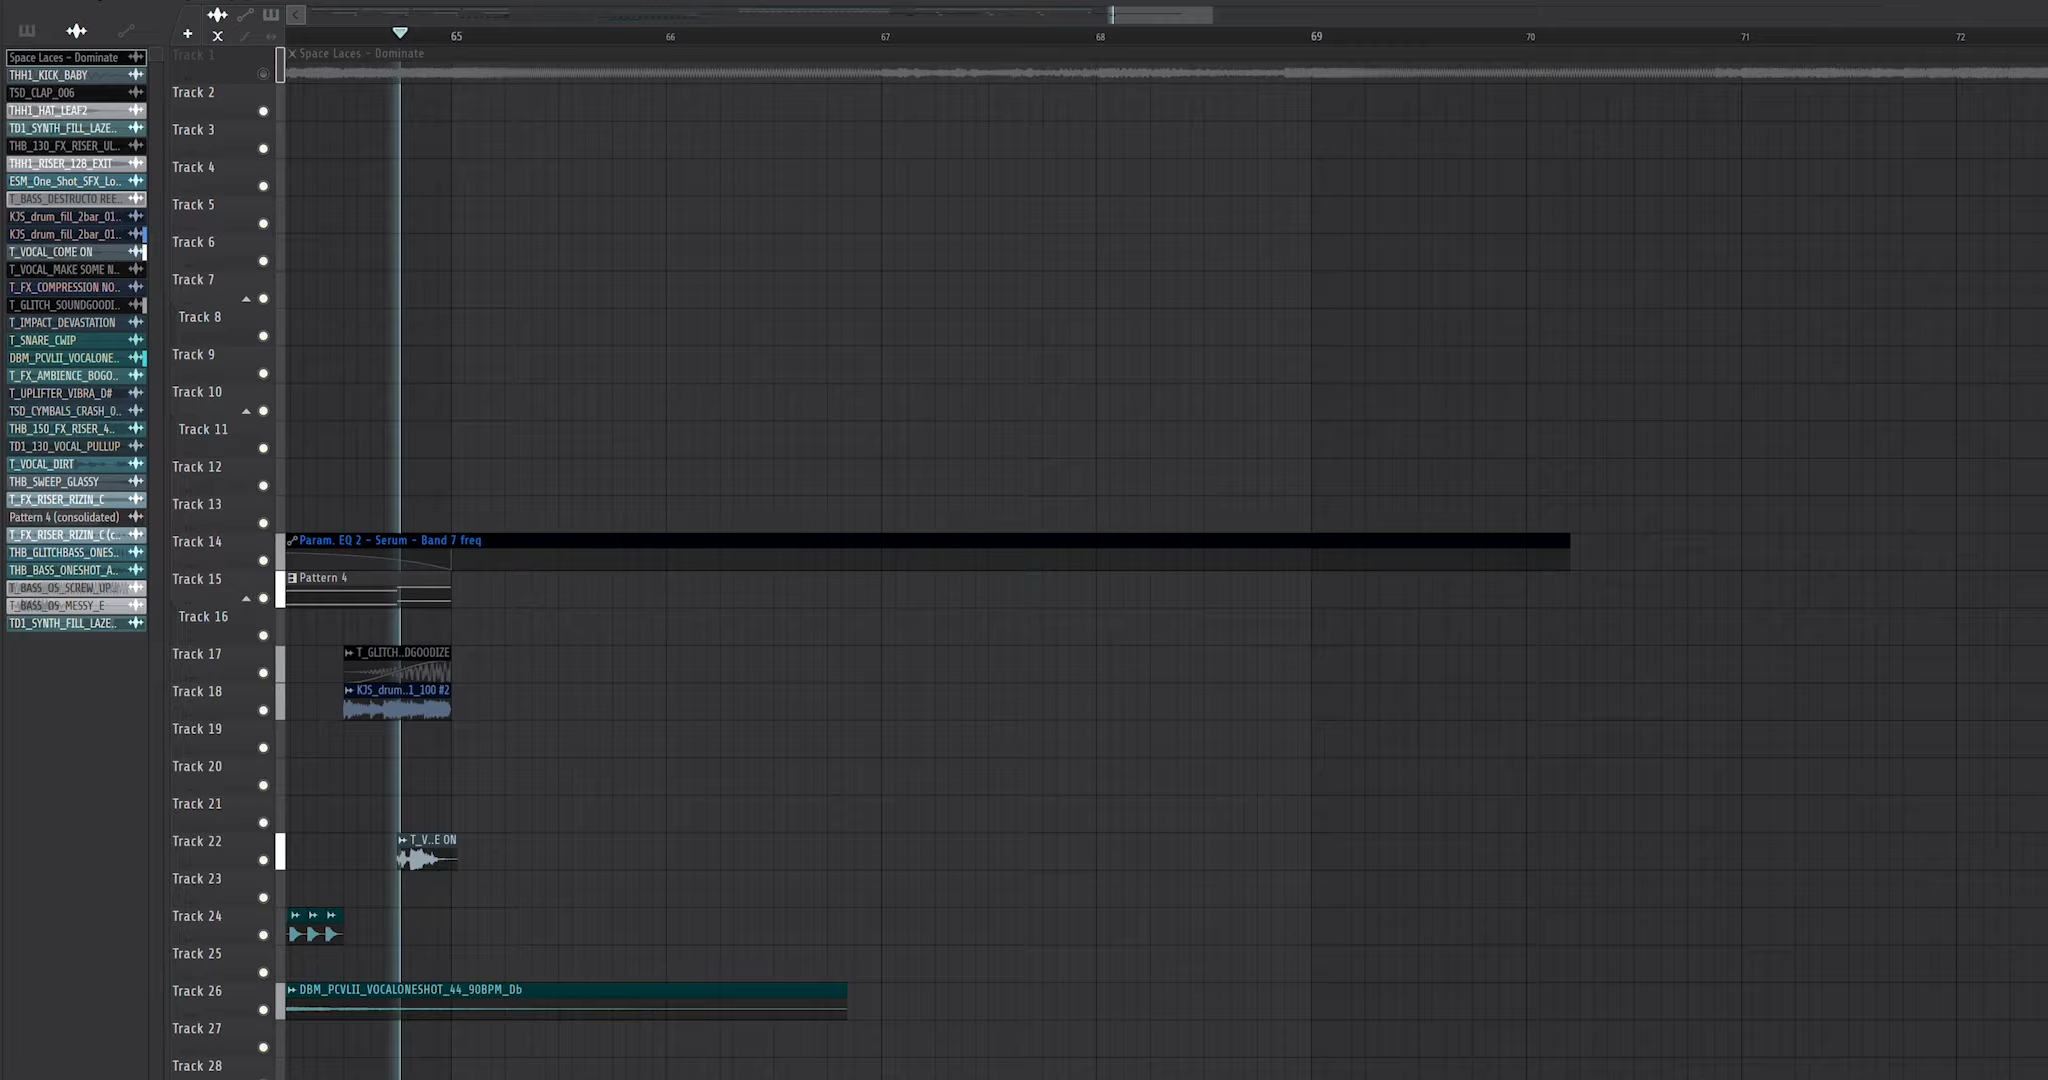 65 66 67 68 69 70 71 72
Space Laces - Dominate
THH1_KICK_BABY
TSD_CLAP_006
THH1_HAT_LEAF2
TD1_SYNTH_FILL_LAZE..
THB_130_FX_RISER_UL..
THH1_RISER_128_EXIT
ESM_One_Shot_SFX_Lo..
T_BASS_DESTRUCTO REE..
KJS_drum_fill_2bar_01..
KJS_drum_fill_2bar_01..
T_VOCAL_COME ON
T_VOCAL_MAKE SOME N..
T_FX_COMPRESSION NO..
T_GLITCH_SOUNDGOODI..
T_IMPACT_DEVASTATION
T_SNARE_CWIP
DBM_PCVLII_VOCALONE..
T_FX_AMBIENCE_BOGO..
T_UPLIFTER_VIBRA_D#
TSD_CYMBALS_CRASH_0..
THB_150_FX_RISER_4..
TD1_130_VOCAL_PULLUP
T_VOCAL_DIRT
THB_SWEEP_GLASSY
T_FX_RISER_RIZIN_C
Pattern 4 (consolidated)
T_FX_RISER_RIZIN_C (c..
THB_GLITCHBASS_ONES..
THB_BASS_ONESHOT_A..
T_BASS_OS_SCREW_UP..
T_BASS_OS_MESSY_E
TD1_SYNTH_FILL_LAZE..
Track 1
Space Laces - Dominate
Track 2
Track 3
Track 4
Track 5
Track 6
Track 7
Track 8
Track 9
Track 10
Track 11
Track 12
Track 13
Track 14
Param. EQ 2 - Serum - Band 7 freq
Track 15
Pattern 4
Track 16
Track 17
T_GLITCH..DGOODIZE
Track 18
KJS_drum..1_100 #2
Track 19
Track 20
Track 21
Track 22
T_V..E ON
Track 23
Track 24
Track 25
Track 26
DBM_PCVLII_VOCALONESHOT_44_90BPM_Db
Track 27
Track 28